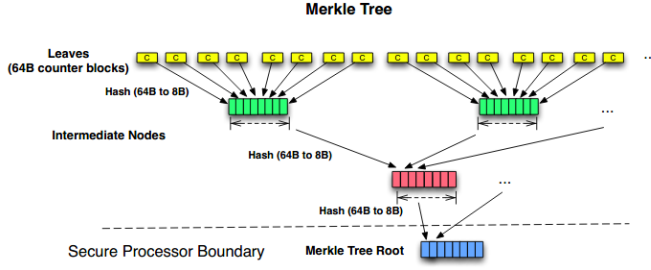 Merkle Tree
Leaves
(64B counter blocks)
C C C C C C C C C C C C C C C C ...
Hash (64B to 8B)
...
Intermediate Nodes
Hash (64B to 8B)
...
Hash (64B to 8B)
Secure Processor Boundary
Merkle Tree Root